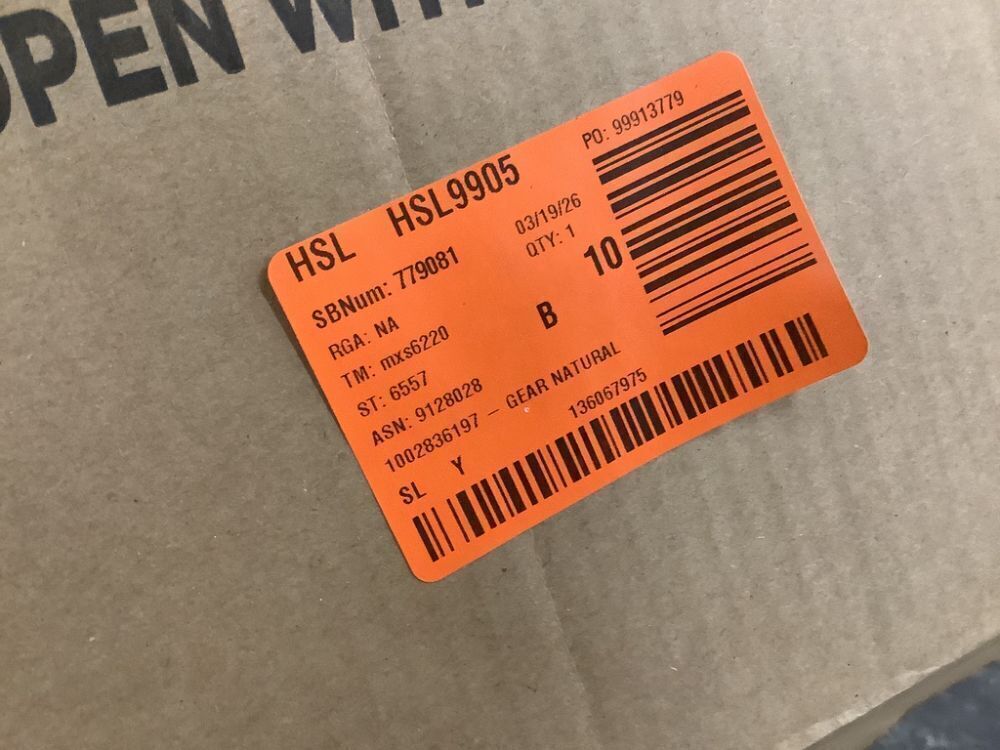 OPEN WIT
HSL HSL9905
PO: 99913779
SBNum: 779081
03/19/26
RGA: NA
QTY: 1
10
TM: mxs6220
B
ST: 6557
ASN: 9128028
1002836197 – GEAR NATURAL
SL Y
136067975